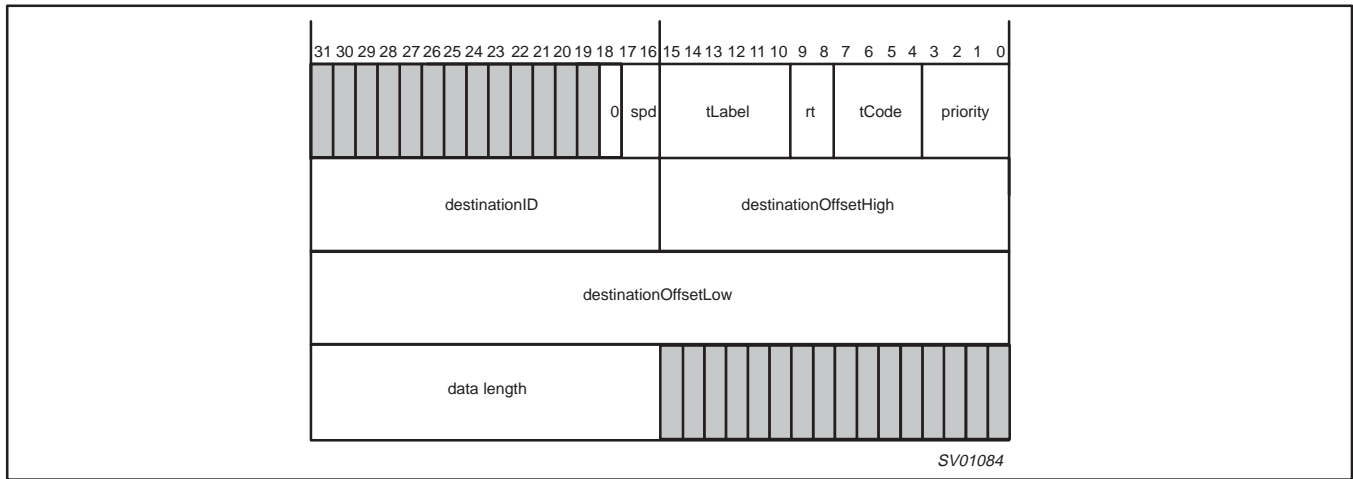 31 30 29 28 27 26 25 24 23 22 21 20 19 18 17 16 15 14 13 12 11 10 9 8 7 6 5 4 3 2 1 0
0 spd tLabel rt tCode priority
destinationID destinationOffsetHigh
destinationOffsetLow
data length
SV01084